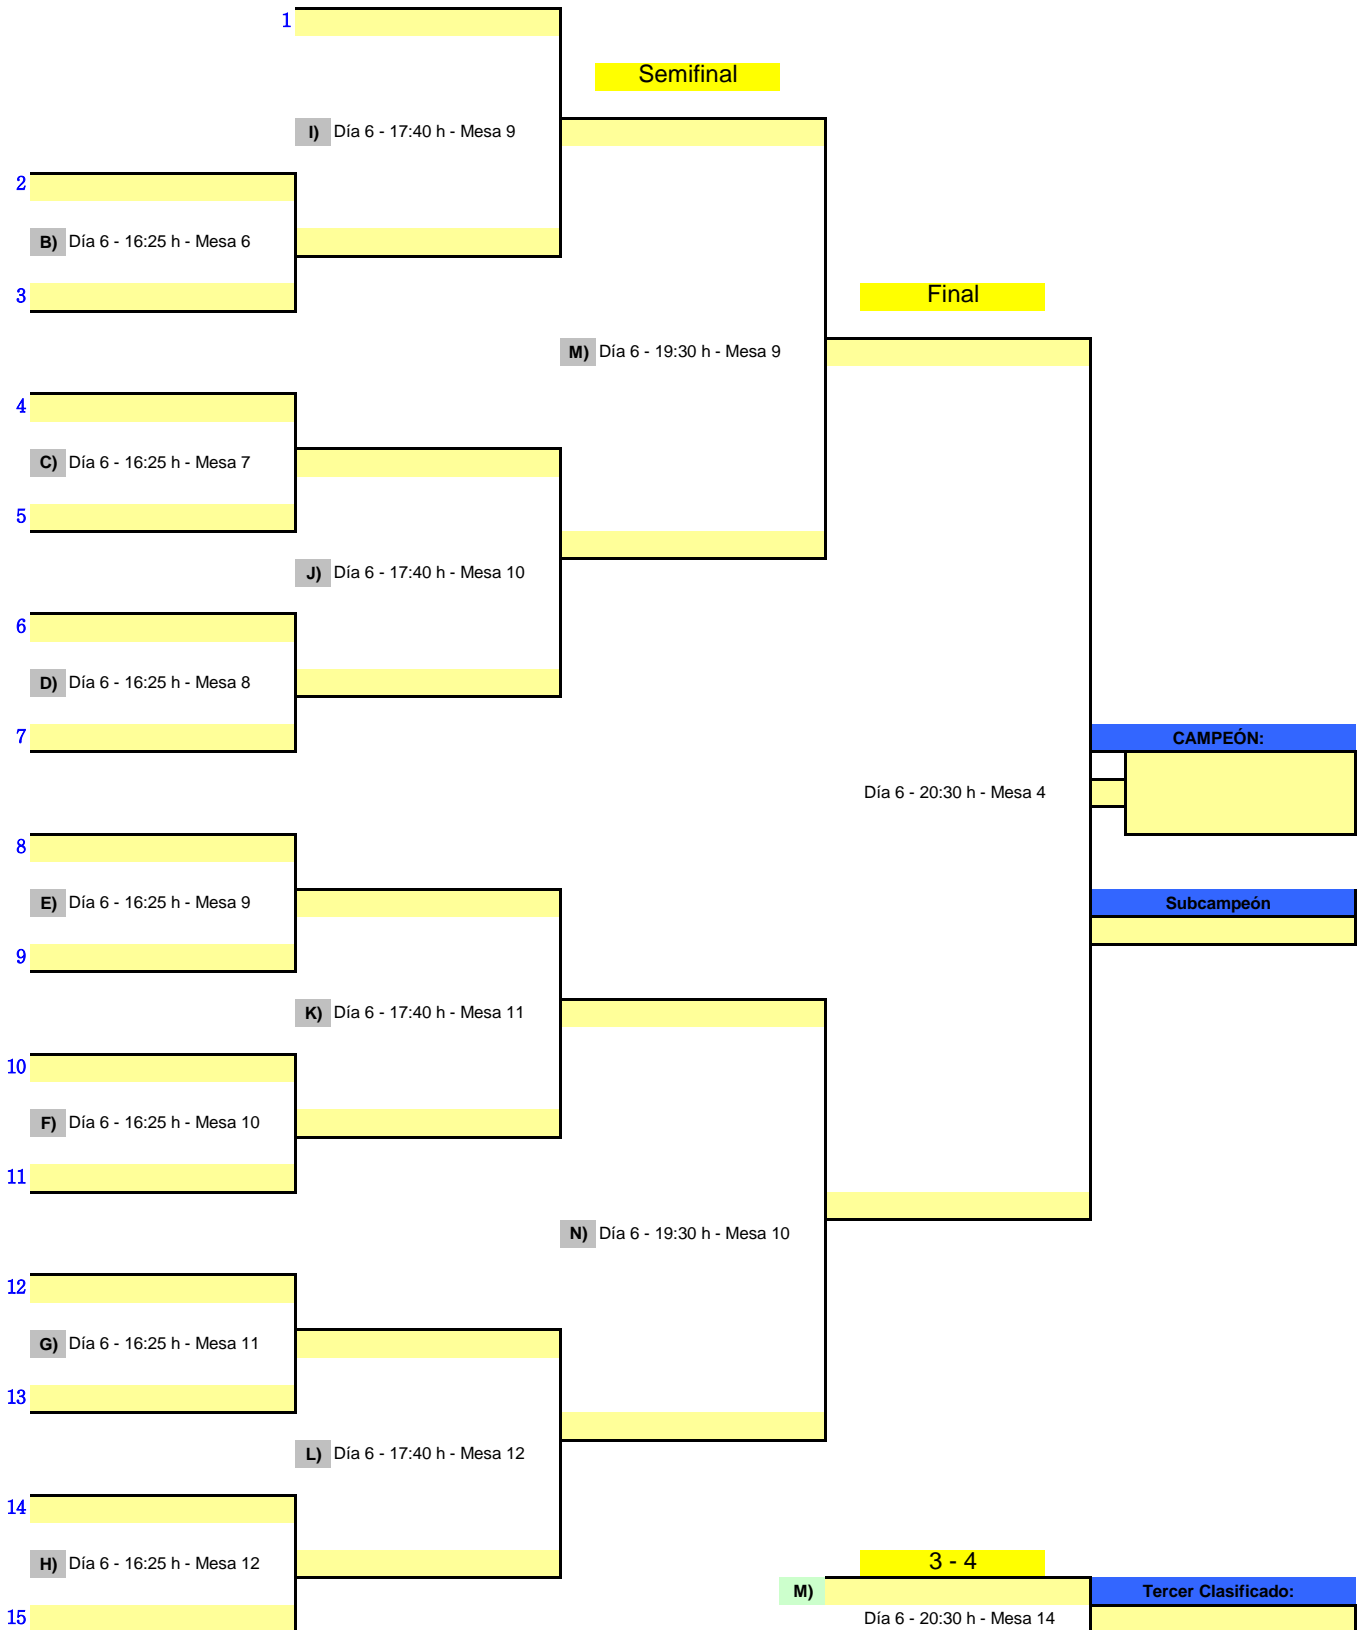 1
Semifinal
I) Día 6 - 17:40 h - Mesa 9
2
B) Día 6 - 16:25 h - Mesa 6
3
Final
M) Día 6 - 19:30 h - Mesa 9
4
C) Día 6 - 16:25 h - Mesa 7
5
J) Día 6 - 17:40 h - Mesa 10
6
D) Día 6 - 16:25 h - Mesa 8
7
CAMPEÓN:
Día 6 - 20:30 h - Mesa 4
8
E) Día 6 - 16:25 h - Mesa 9
Subcampeón
9
K) Día 6 - 17:40 h - Mesa 11
10
F) Día 6 - 16:25 h - Mesa 10
11
N) Día 6 - 19:30 h - Mesa 10
12
G) Día 6 - 16:25 h - Mesa 11
13
L) Día 6 - 17:40 h - Mesa 12
14
H) Día 6 - 16:25 h - Mesa 12
3 - 4
M)
Tercer Clasificado:
15
Día 6 - 20:30 h - Mesa 14